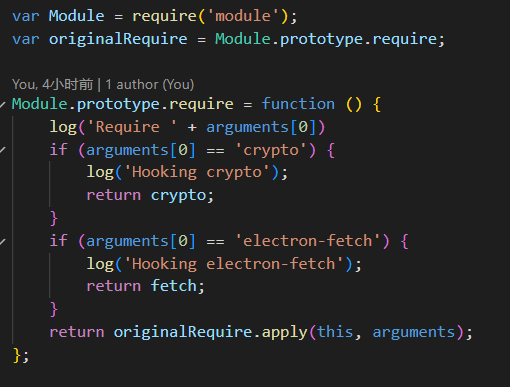 var Module = require('module');
var originalRequire = Module.prototype.require;
You, 4小时前 | 1 author (You)
Module.prototype.require = function () {
    log('Require ' + arguments[0])
    if (arguments[0] == 'crypto') {
        log('Hooking crypto');
        return crypto;
    }
    if (arguments[0] == 'electron-fetch') {
        log('Hooking electron-fetch');
        return fetch;
    }
    return originalRequire.apply(this, arguments);
};